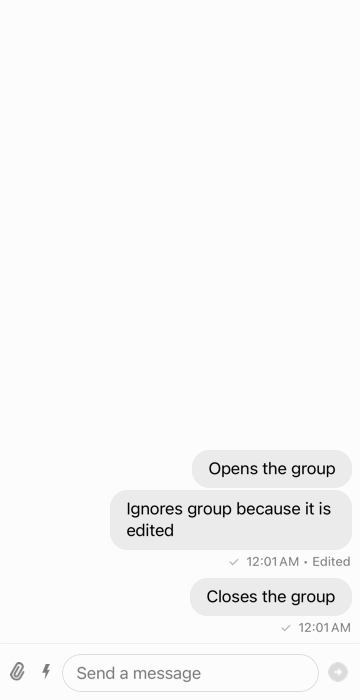 Opens the group
Ignores group because it is
edited
12:01 AM • Edited
Closes the group
12:01 AM
Send a message